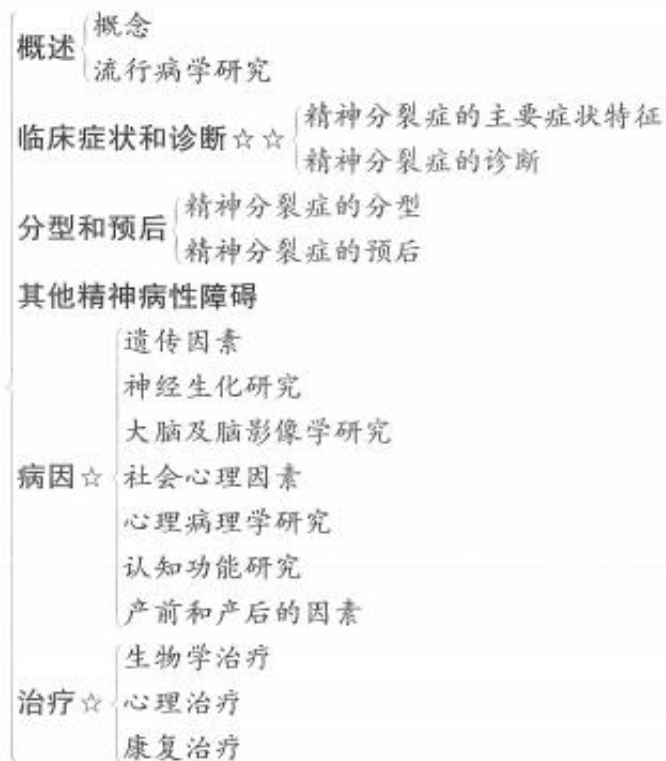 概述
概念
流行病学研究
临床症状和诊断☆☆
精神分裂症的主要症状特征
精神分裂症的诊断
分型和预后
精神分裂症的分型
精神分裂症的预后
其他精神病性障碍
病因☆
遗传因素
神经生化研究
大脑及脑影像学研究
社会心理因素
心理病理学研究
认知功能研究
产前和产后的因素
治疗☆
生物学治疗
心理治疗
康复治疗